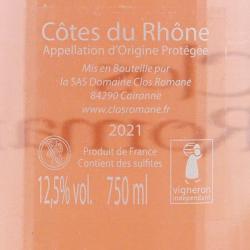 Côtes du Rhône
Appellation d'Origine Protégée
Mis en Bouteille par
la SAS Domaine Clos Romane
84290 Cairanne
www.closromane.fr
2021
Produit de France
Contient des sulfites
12,5% vol. 750 ml
vigneron
indépendant